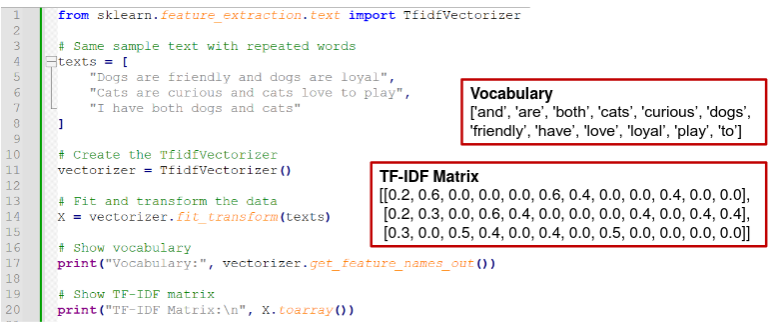 1 from sklearn.feature_extraction.text import TfidfVectorizer
2
3 # Same sample text with repeated words
4 texts = [
5 "Dogs are friendly and dogs are loyal",
6 "Cats are curious and cats love to play",
7 "I have both dogs and cats"
8 ]
9
10 # Create the TfidfVectorizer
11 vectorizer = TfidfVectorizer()
12
13 # Fit and transform the data
14 X = vectorizer.fit_transform(texts)
15
16 # Show vocabulary
17 print("Vocabulary:", vectorizer.get_feature_names_out())
18
19 # Show TF-IDF matrix
20 print("TF-IDF Matrix:\n", X.toarray())
Vocabulary
['and', 'are', 'both', 'cats', 'curious', 'dogs',
'friendly', 'have', 'love', 'loyal', 'play', 'to']
TF-IDF Matrix
[[0.2, 0.6, 0.0, 0.0, 0.0, 0.6, 0.4, 0.0, 0.0, 0.4, 0.0, 0.0],
[0.2, 0.3, 0.0, 0.6, 0.4, 0.0, 0.0, 0.0, 0.4, 0.0, 0.4, 0.4],
[0.3, 0.0, 0.5, 0.4, 0.0, 0.4, 0.0, 0.5, 0.0, 0.0, 0.0, 0.0]]